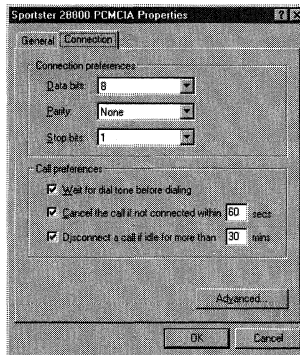 Sportster 28800 PCMCIA Properties
General Connection
Connection preferences
Data bits: 8
Parity: None
Stop bits: 1
Call preferences
Wait for dial tone before dialing
Cancel the call if not connected within 60 secs
Disconnect a call if idle for more than 30 mins
Advanced...
OK Cancel